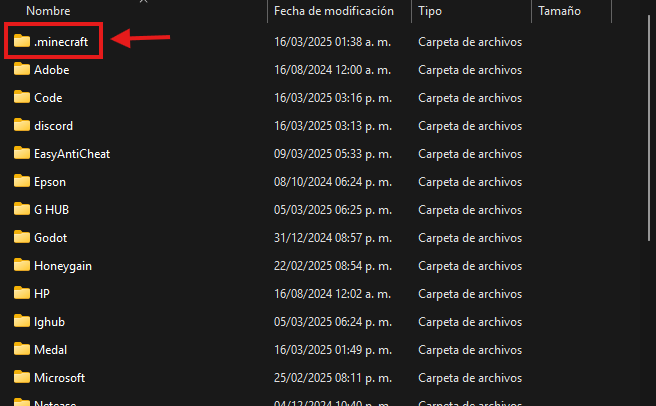 Nombre Fecha de modificación Tipo Tamaño
.minecraft 16/03/2025 01:38 a. m. Carpeta de archivos
Adobe 16/08/2024 12:00 a. m. Carpeta de archivos
Code 16/03/2025 03:16 p. m. Carpeta de archivos
discord 16/03/2025 03:13 p. m. Carpeta de archivos
EasyAntiCheat 09/03/2025 05:33 p. m. Carpeta de archivos
Epson 08/10/2024 06:24 p. m. Carpeta de archivos
G HUB 05/03/2025 06:25 p. m. Carpeta de archivos
Godot 31/12/2024 08:57 p. m. Carpeta de archivos
Honeygain 22/02/2025 08:54 p. m. Carpeta de archivos
HP 16/08/2024 12:02 a. m. Carpeta de archivos
lghub 05/03/2025 06:24 p. m. Carpeta de archivos
Medal 16/03/2025 01:49 p. m. Carpeta de archivos
Microsoft 25/02/2025 08:11 p. m. Carpeta de archivos
Netease 04/12/2024 10:40 p. m. Carpeta de archivos